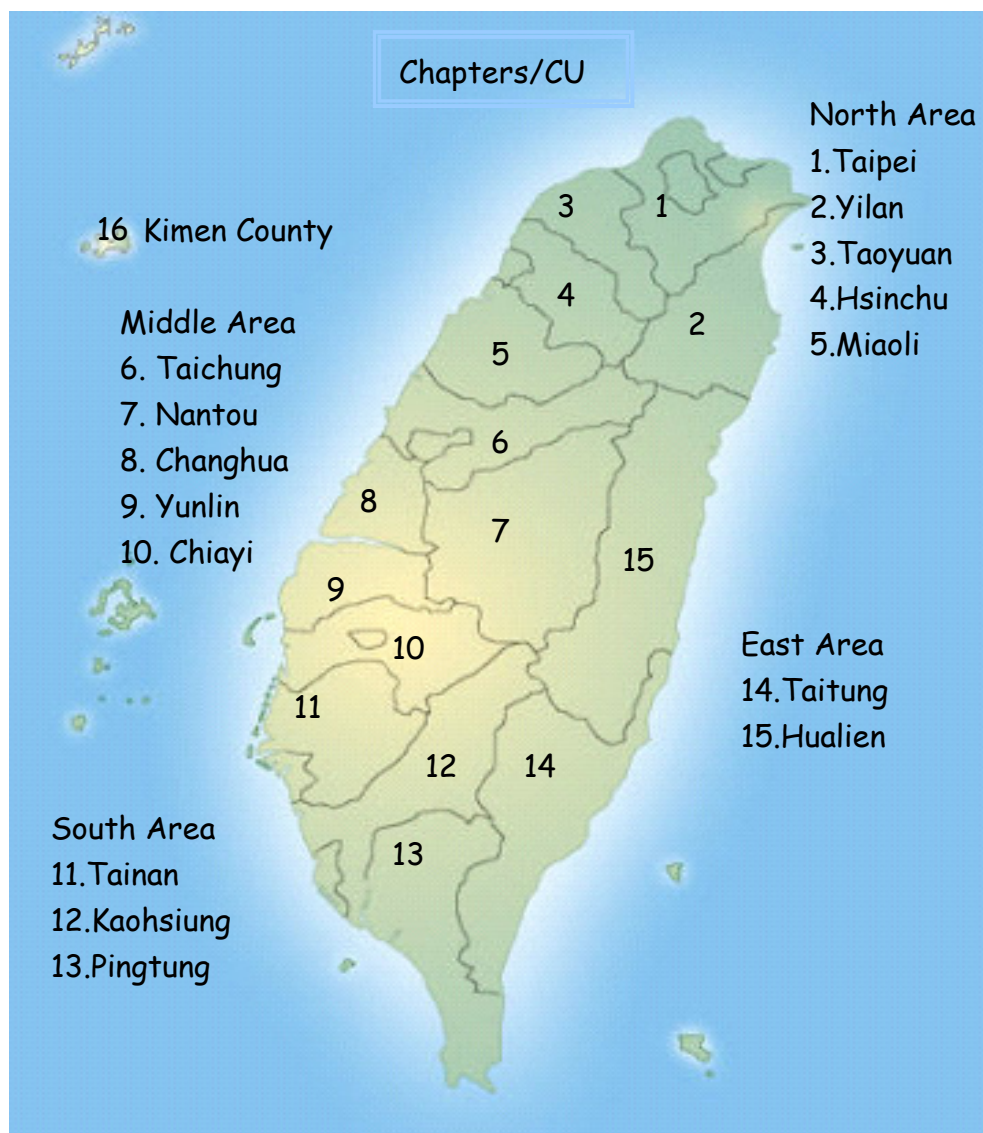 Chapters/CU
North Area
1.Taipei
2.Yilan
3.Taoyuan
4.Hsinchu
5.Miaoli
16 Kimen County
Middle Area
6. Taichung
7. Nantou
8. Changhua
9. Yunlin
10. Chiayi
East Area
14.Taitung
15.Hualien
South Area
11.Tainan
12.Kaohsiung
13.Pingtung
3
1
4
2
5
6
8
7
15
9
10
11
12
14
13